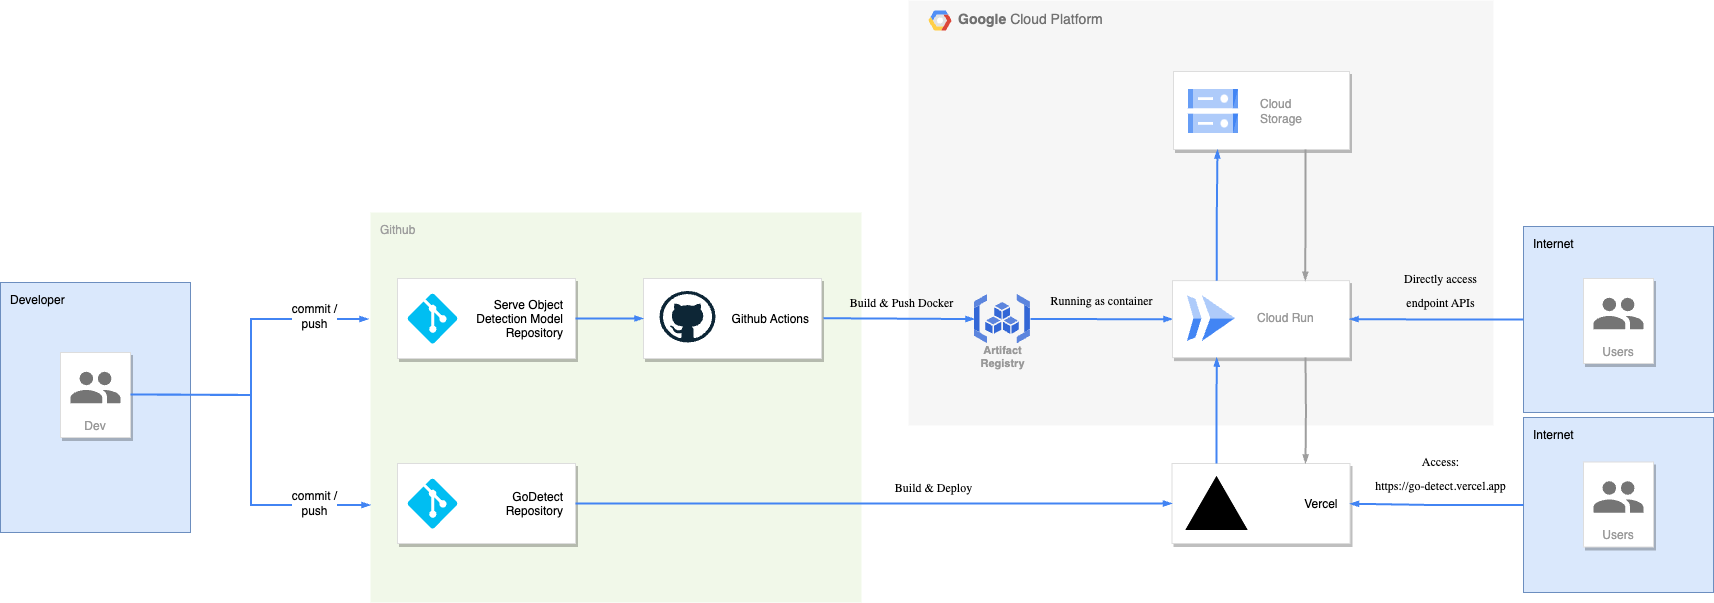 Google Cloud Platform
Cloud
Storage
Github
Internet
Developer
Directly access
endpoint APIs
commit /
push
Serve Object
Detection Model
Repository
Github Actions
Build & Push Docker
Running as container
Cloud Run
Artifact
Registry
Users
Dev
Internet
Access:
https://go-detect.vercel.app
commit /
push
GoDetect
Repository
Build & Deploy
Vercel
Users